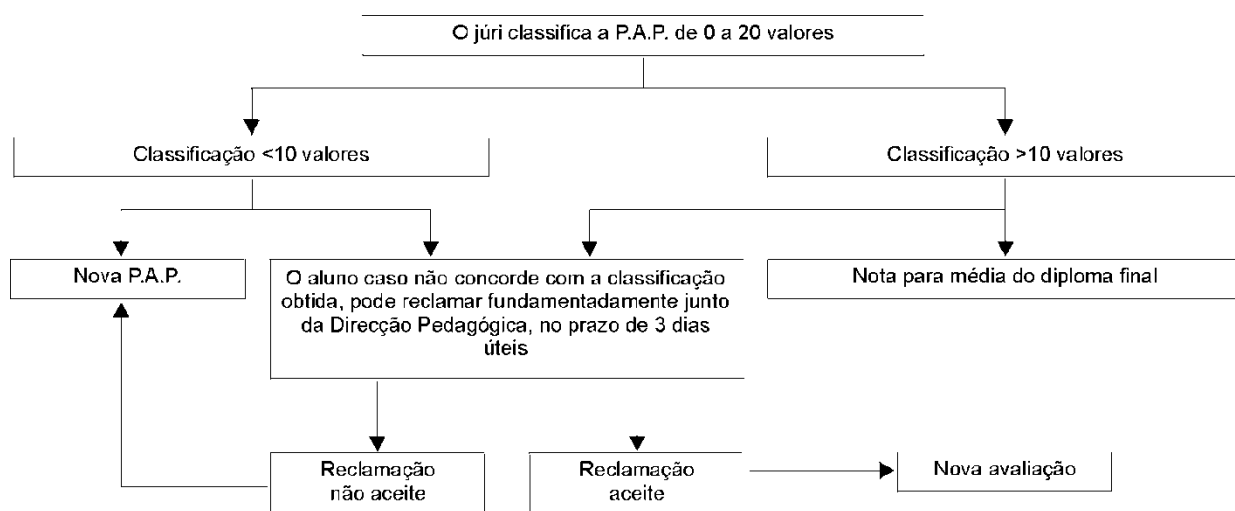 O júri classifica a P.A.P. de 0 a 20 valores
Classificação <10 valores
Classificação >10 valores
Nova P.A.P.
O aluno caso não concorde com a classificação
obtida, pode reclamar fundamentadamente junto
da Direcção Pedagógica, no prazo de 3 dias
úteis
Nota para média do diploma final
Reclamação
não aceite
Reclamação
aceite
Nova avaliação